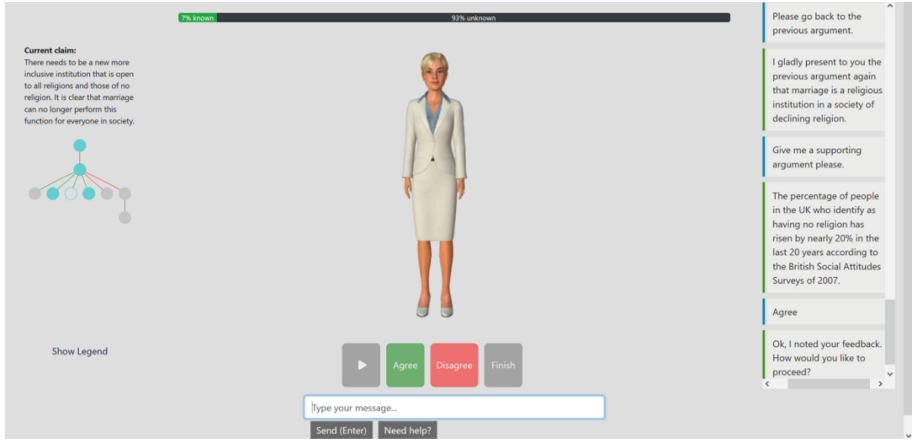 7% known
93% unknown
Current claim:
There needs to be a new more
inclusive institution that is open
to all religions and those of no
religion. It is clear that marriage
can no longer perform this
function for everyone in society.
Show Legend
Agree
Disagree
Finish
Type your message...
Send (Enter)
Need help?
Please go back to the
previous argument.
I gladly present to you the
previous argument again
that marriage is a religious
institution in a society of
declining religion.
Give me a supporting
argument please.
The percentage of people
in the UK who identify as
having no religion has
risen by nearly 20% in the
last 20 years according to
the British Social Attitudes
Surveys of 2007.
Agree
Ok, I noted your feedback.
How would you like to
proceed?